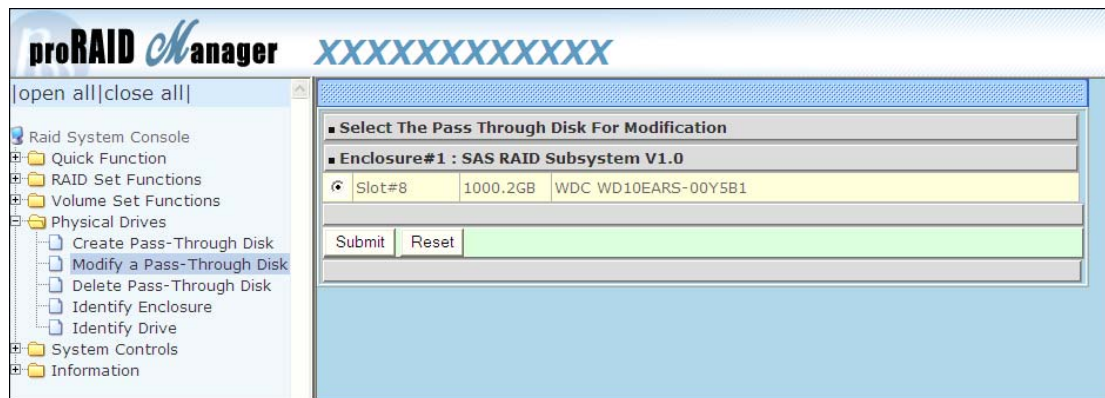 proRAID Manager XXXXXXXXXXXXX
|open all|close all|
Raid System Console
Quick Function
RAID Set Functions
Volume Set Functions
Physical Drives
Create Pass-Through Disk
Modify a Pass-Through Disk
Delete Pass-Through Disk
Identify Enclosure
Identify Drive
System Controls
Information
Select The Pass Through Disk For Modification
Enclosure#1 : SAS RAID Subsystem V1.0
Slot#8 1000.2GB WDC WD10EARS-00Y5B1
Submit Reset